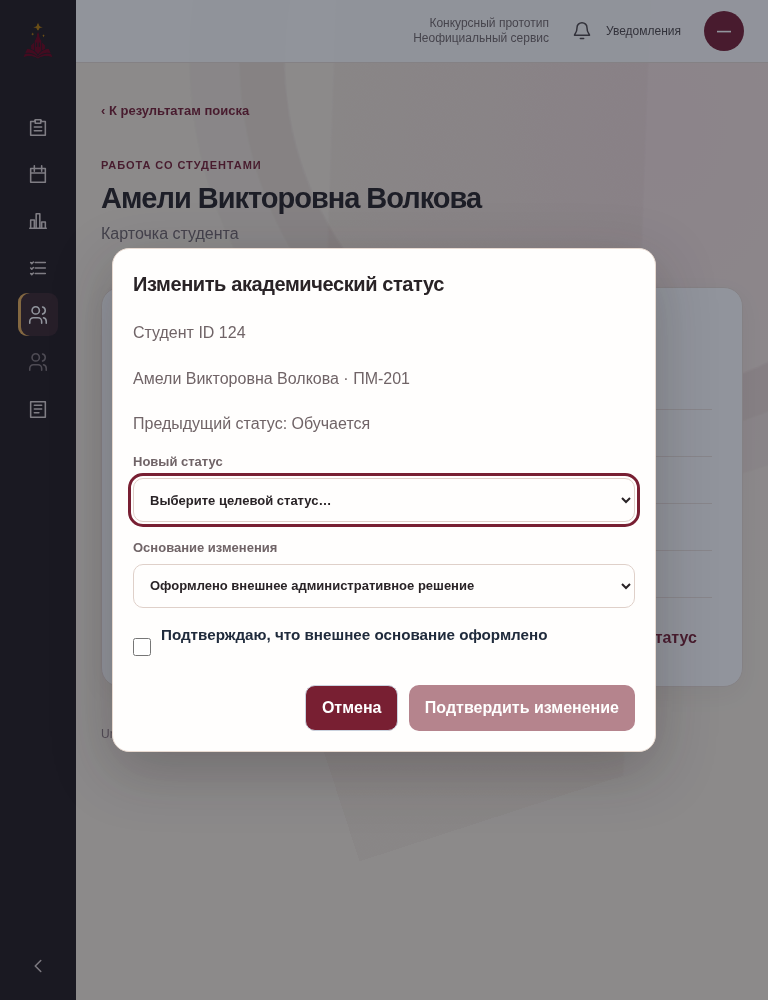 Конкурсный прототип
Неофициальный сервис
Уведомления
‹ К результатам поиска
РАБОТА СО СТУДЕНТАМИ
Амели Викторовна Волкова
Карточка студента
Изменить академический статус
Студент ID 124
Амели Викторовна Волкова · ПМ-201
Предыдущий статус: Обучается
Новый статус
Выберите целевой статус…
Основание изменения
Оформлено внешнее административное решение
Подтверждаю, что внешнее основание оформлено
Отмена
Подтвердить изменение